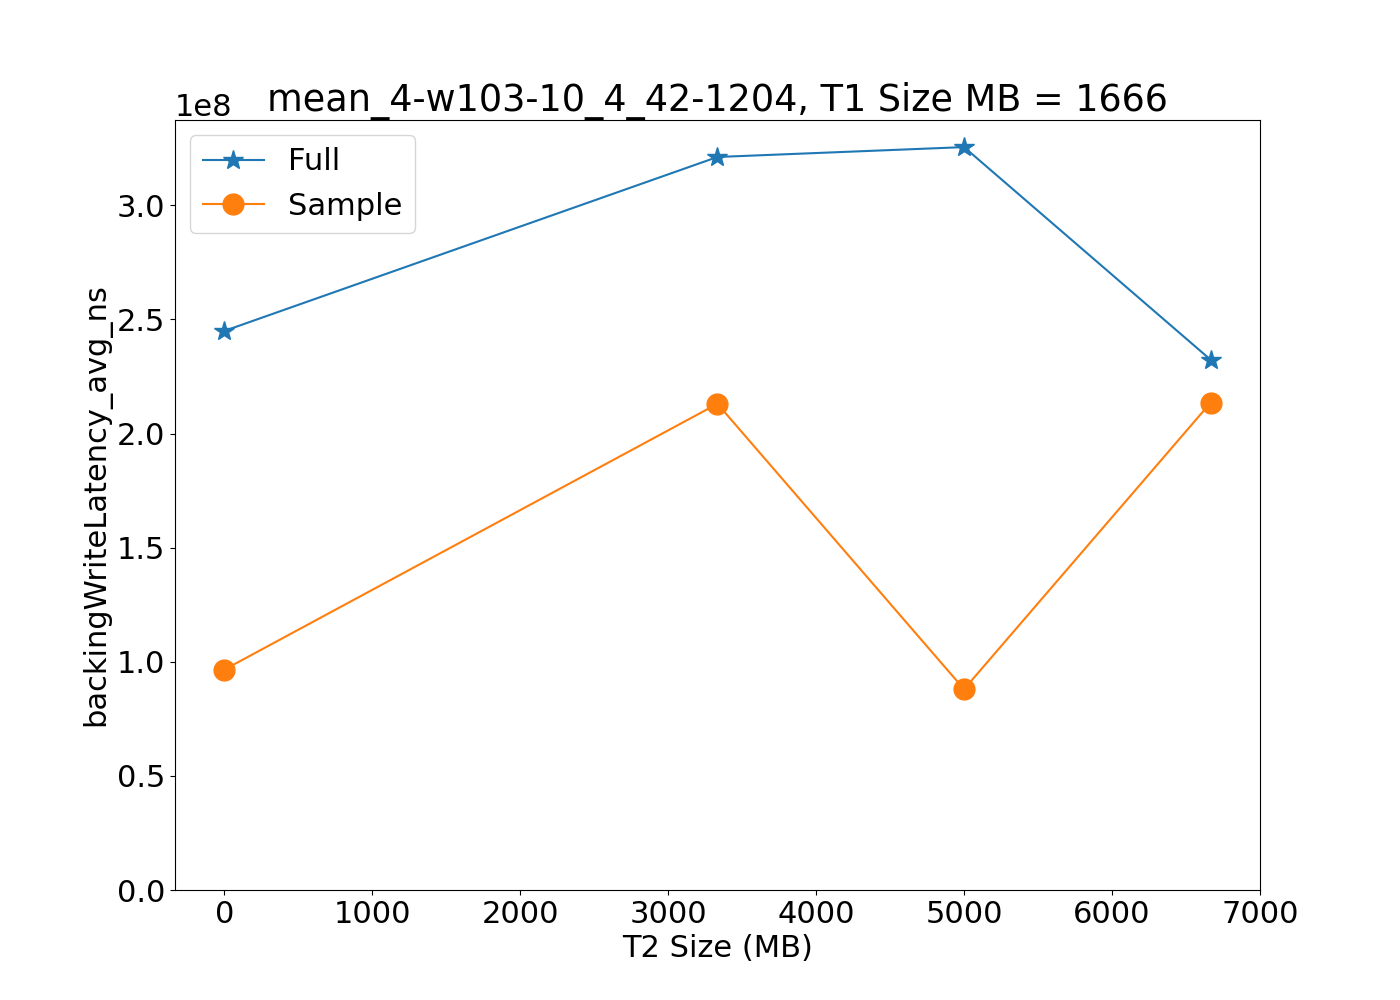 mean_4-w103-10_4_42-1204, T1 Size MB = 1666
1e8
Full
Sample
3.0
2.5
2.0
1.5
1.0
0.5
0.0
backingWriteLatency_avg_ns
0 1000 2000 3000 4000 5000 6000 7000
T2 Size (MB)